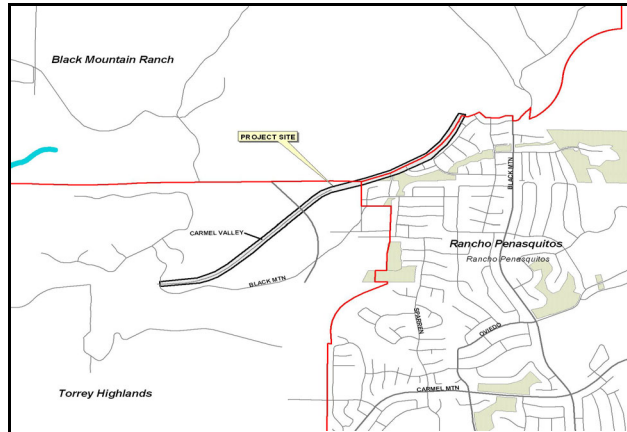 Black Mountain Ranch
PROJECT SITE
BLACK MTN
CARMEL VALLEY
Rancho Penasquitos
Rancho Penasquitos
BLACK MTN
SPARREN
OVIEDO
CARMEL MTN
Torrey Highlands